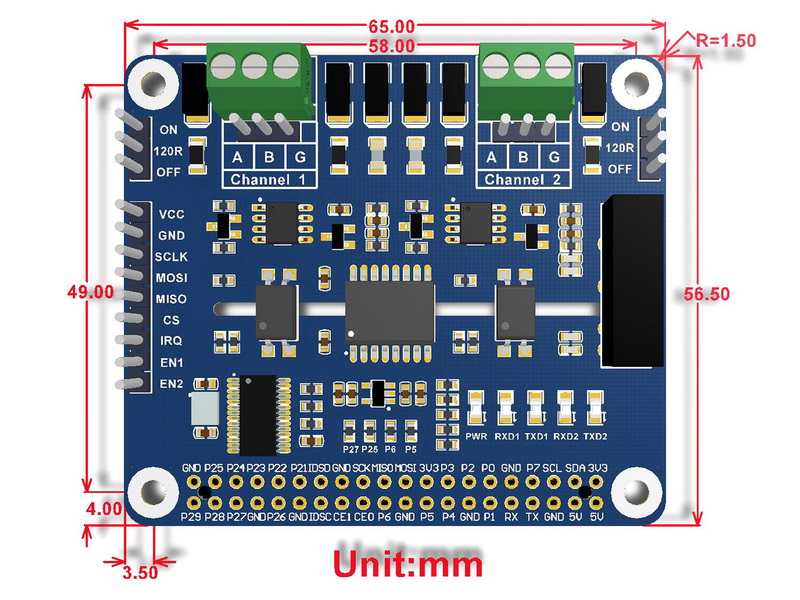 65.00
58.00
R=1.50
ON
120R
OFF
A B G
Channel 1
A B G
Channel 2
ON
120R
OFF
VCC
GND
SCLK
MOSI
MISO
CS
IRQ
EN1
EN2
49.00
56.50
PWR RXD1 TXD1 RXD2 TXD2
P27 P25 P6 P5
GND P25 P24 P23 P22 P21 IDSD GND SCK MISO MOSI 3V3 P3 P2 P0 GND P7 SCL SDA 3V3
P29 P28 P27 GND P26 GND IDSC CE1 CE0 P6 GND P5 P4 GND P1 RX TX GND 5V 5V
4.00
3.50
Unit:mm